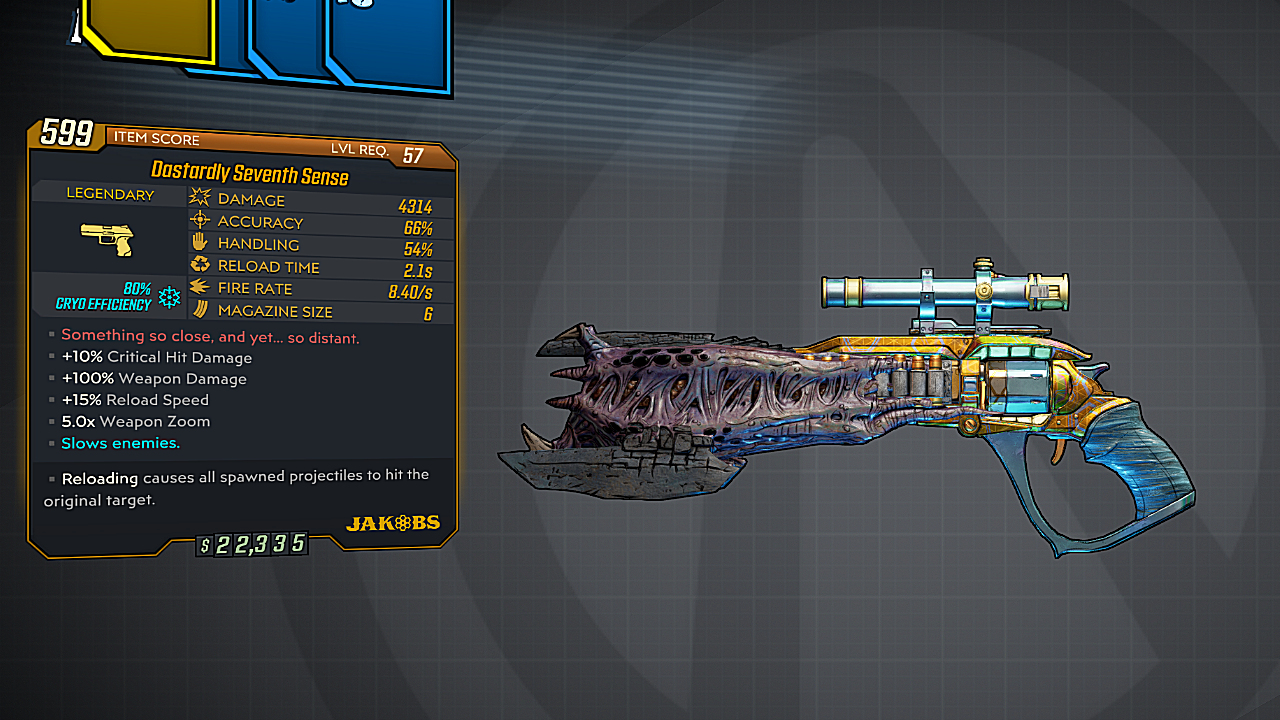 599 ITEM SCORE LVL REQ. 57
Dastardly Seventh Sense
LEGENDARY
DAMAGE 4314
ACCURACY 66%
HANDLING 54%
RELOAD TIME 2.1s
FIRE RATE 8.40/s
MAGAZINE SIZE 6
80%
CRYO EFFICIENCY
Something so close, and yet... so distant.
+10% Critical Hit Damage
+100% Weapon Damage
+15% Reload Speed
5.0x Weapon Zoom
Slows enemies.
Reloading causes all spawned projectiles to hit the
original target.
JAKOBS
$22,335